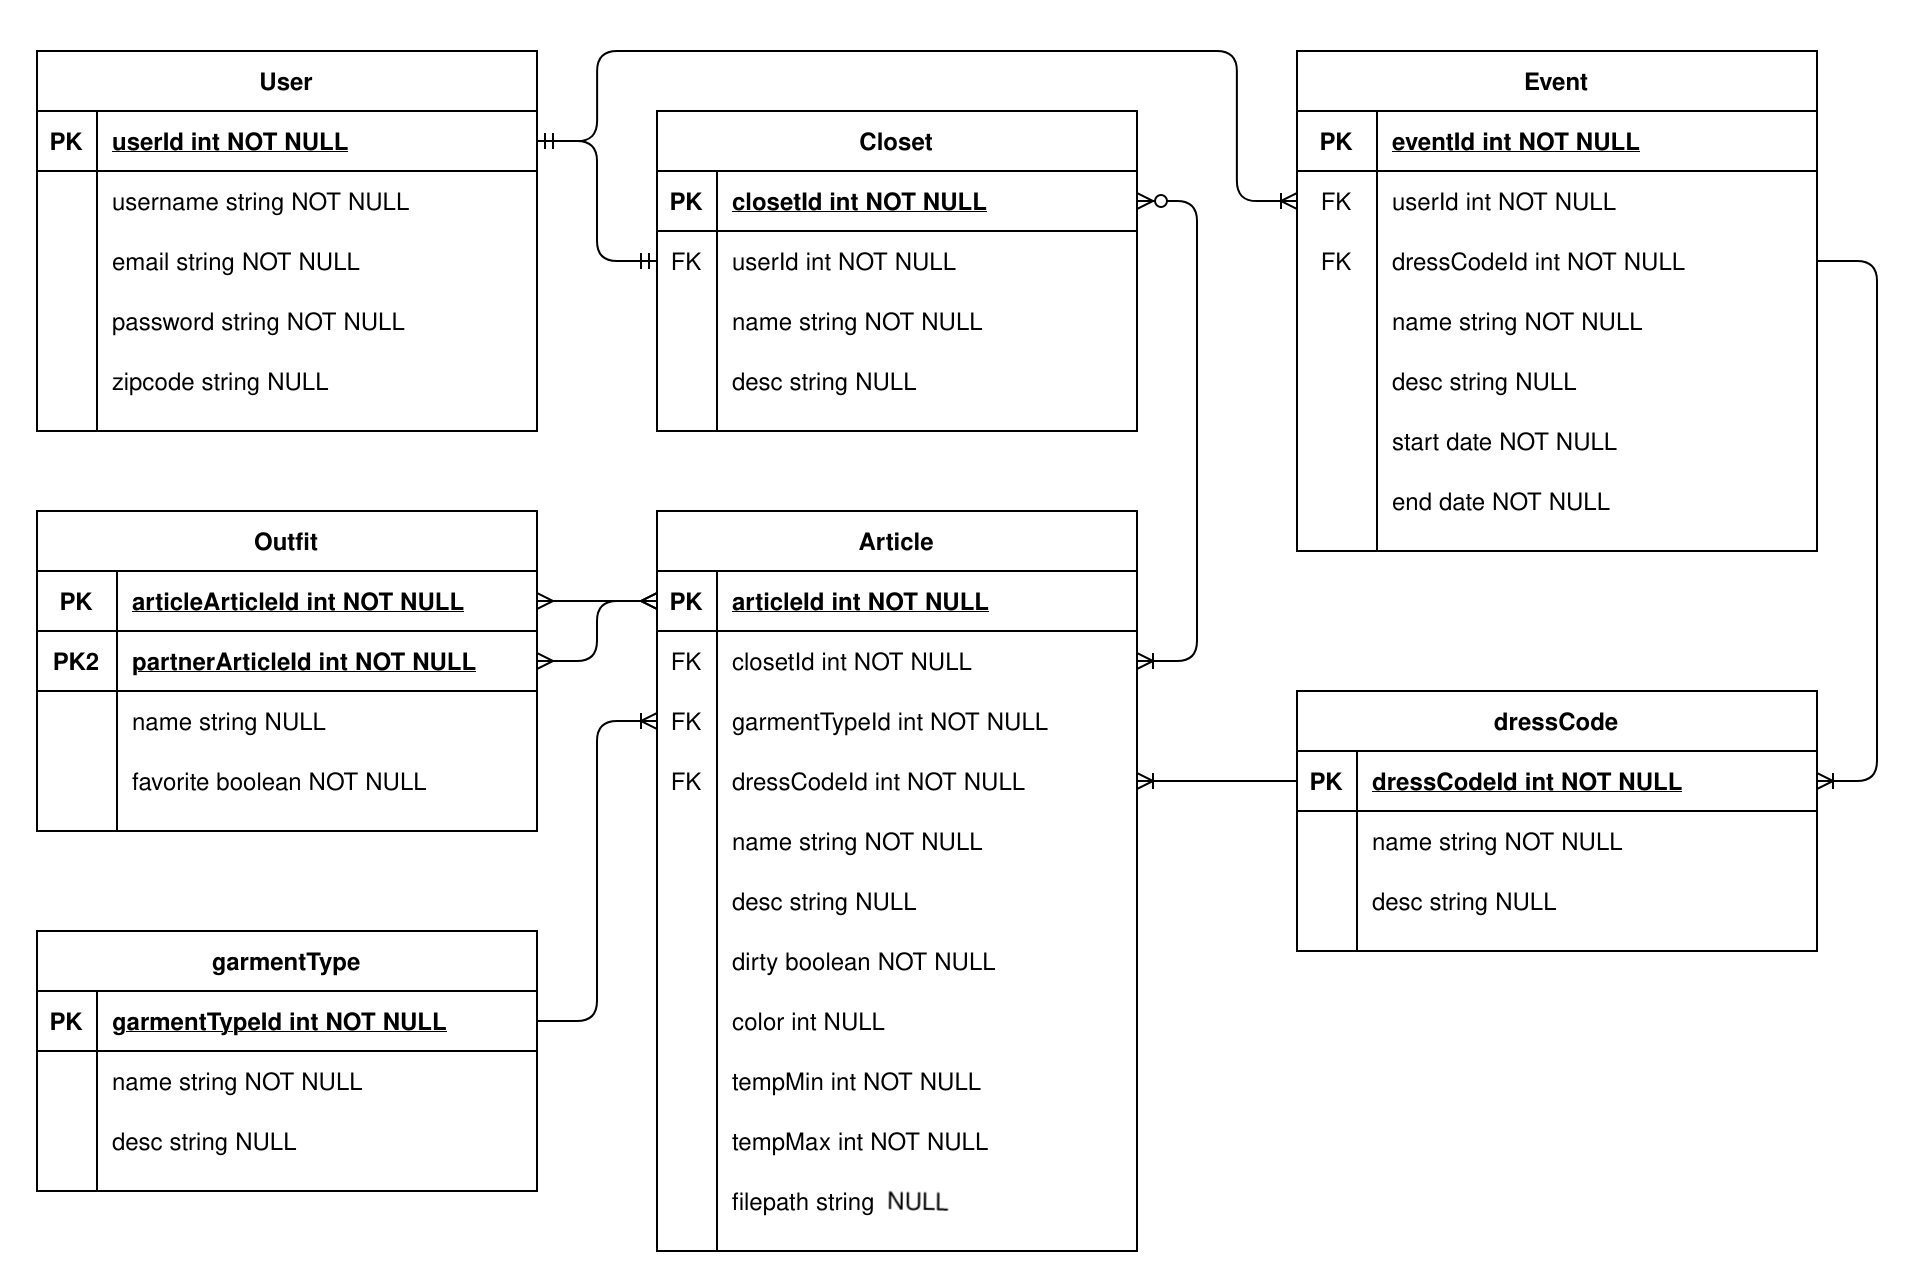 User
PK userId int NOT NULL
username string NOT NULL
email string NOT NULL
password string NOT NULL
zipcode string NULL
Closet
PK closetId int NOT NULL
FK userId int NOT NULL
name string NOT NULL
desc string NULL
Event
PK eventId int NOT NULL
FK userId int NOT NULL
FK dressCodeId int NOT NULL
name string NOT NULL
desc string NULL
start date NOT NULL
end date NOT NULL
Outfit
PK articleArticleId int NOT NULL
PK2 partnerArticleId int NOT NULL
name string NULL
favorite boolean NOT NULL
Article
PK articleId int NOT NULL
FK closetId int NOT NULL
FK garmentTypeId int NOT NULL
FK dressCodeId int NOT NULL
name string NOT NULL
desc string NULL
dirty boolean NOT NULL
color int NULL
tempMin int NOT NULL
tempMax int NOT NULL
filepath string NULL
dressCode
PK dressCodeId int NOT NULL
name string NOT NULL
desc string NULL
garmentType
PK garmentTypeId int NOT NULL
name string NOT NULL
desc string NULL